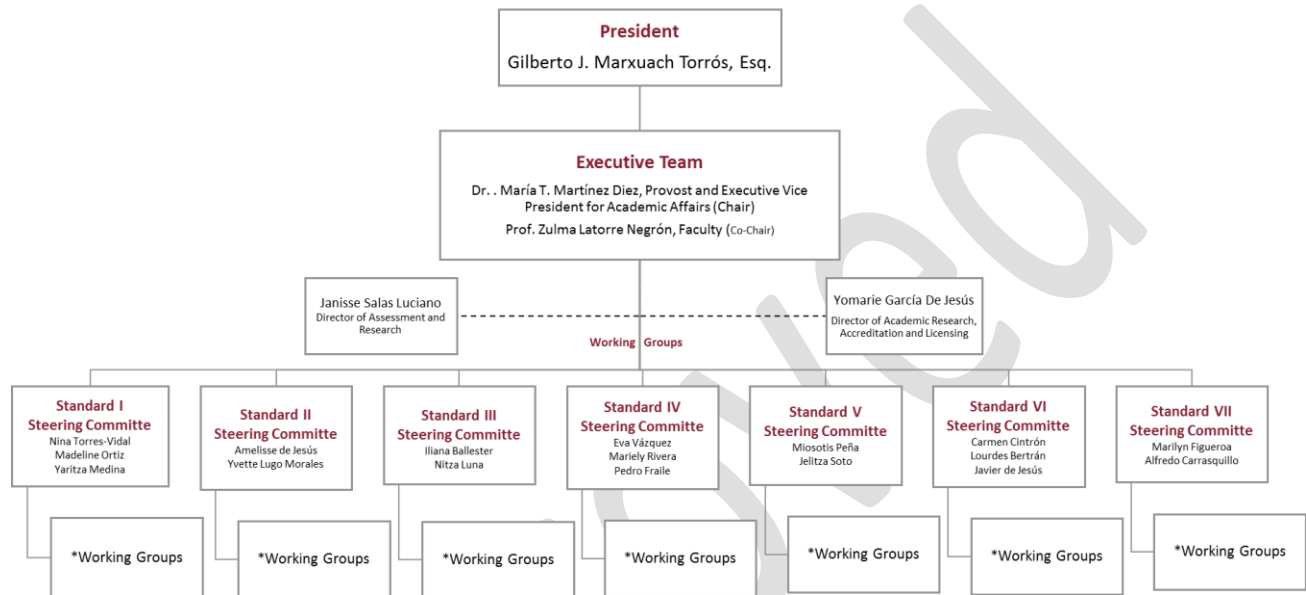 President
Gilberto J. Marxuach Torrós, Esq.
Executive Team
Dr. . María T. Martínez Diez, Provost and Executive Vice
President for Academic Affairs (Chair)
Prof. Zulma Latorre Negrón, Faculty (Co-Chair)
Janisse Salas Luciano
Director of Assessment and
Research
Yomarie García De Jesús
Director of Academic Research,
Accreditation and Licensing
Working Groups
Standard I
Steering Committe
Nina Torres-Vidal
Madeline Ortiz
Yaritza Medina
Standard II
Steering Committe
Amelisse de Jesús
Yvette Lugo Morales
Standard III
Steering Committe
Iliana Ballester
Nitza Luna
Standard IV
Steering Committe
Eva Vázquez
Mariely Rivera
Pedro Fraile
Standard V
Steering Committe
Miosotis Peña
Jelitza Soto
Standard VI
Steering Committe
Carmen Cintrón
Lourdes Bertrán
Javier de Jesús
Standard VII
Steering Committe
Marilyn Figueroa
Alfredo Carrasquillo
*Working Groups
*Working Groups
*Working Groups
*Working Groups
*Working Groups
*Working Groups
*Working Groups